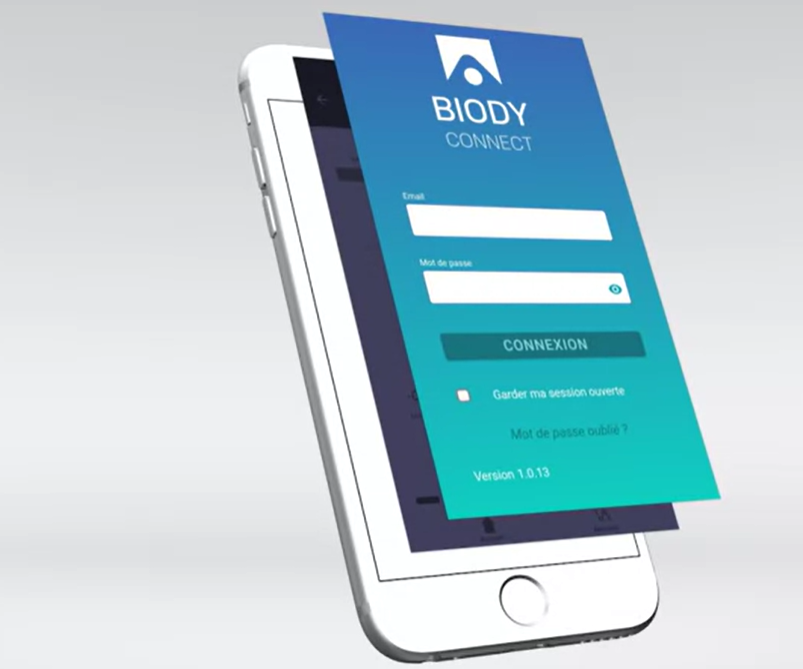 BIODY
CONNECT
Email
Mot de passe
CONNEXION
Garder ma session ouverte
Mot de passe oublié ?
Version 1.0.13